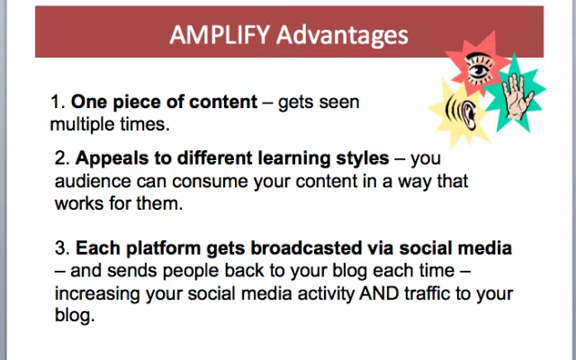 AMPLIFY Advantages
1. One piece of content – gets seen
multiple times.
2. Appeals to different learning styles – you
audience can consume your content in a way that
works for them.
3. Each platform gets broadcasted via social media
– and sends people back to your blog each time –
increasing your social media activity AND traffic to your
blog.